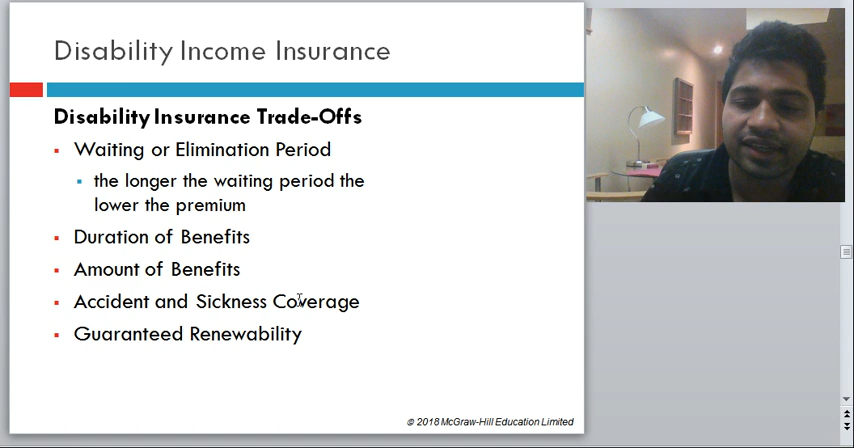 Disability Income Insurance
Disability Insurance Trade-Offs
Waiting or Elimination Period
the longer the waiting period the
lower the premium
Duration of Benefits
Amount of Benefits
Accident and Sickness Coverage
Guaranteed Renewability
© 2018 McGraw-Hill Education Limited